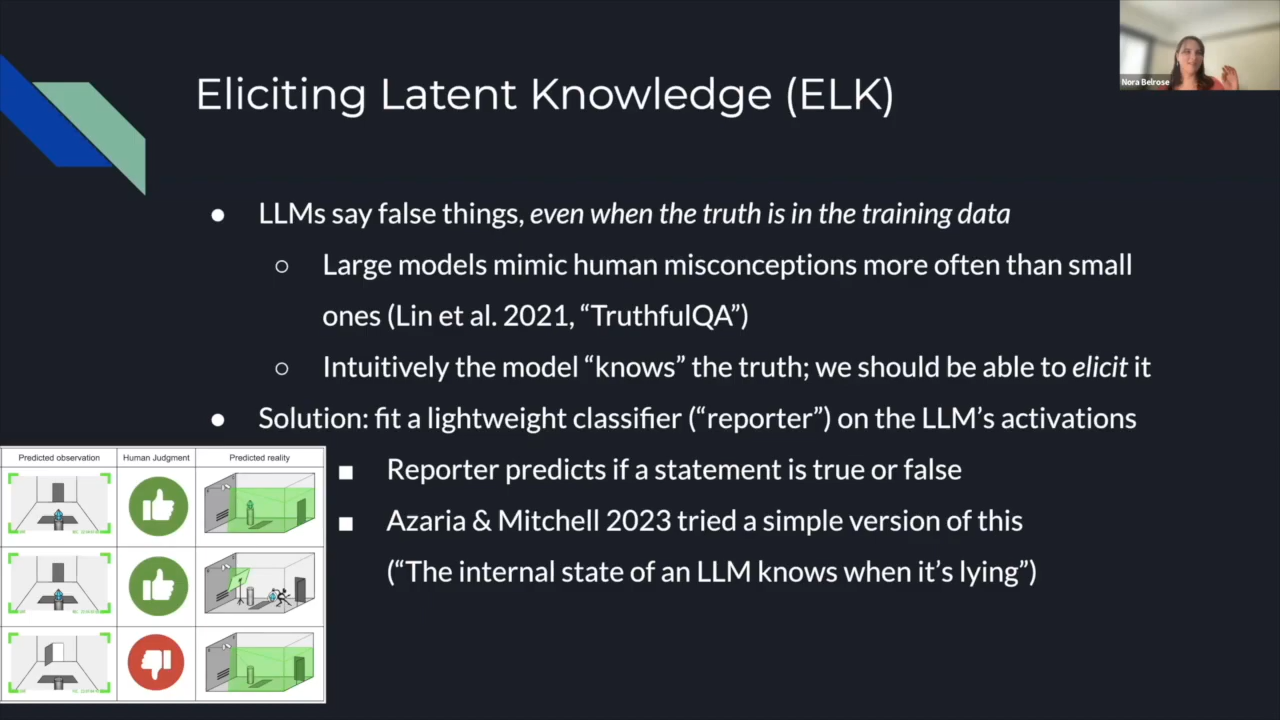 Nora Belrose
Eliciting Latent Knowledge (ELK)
● LLMs say false things, even when the truth is in the training data
○ Large models mimic human misconceptions more often than small
ones (Lin et al. 2021, “TruthfulQA”)
○ Intuitively the model “knows” the truth; we should be able to elicit it
● Solution: fit a lightweight classifier (“reporter”) on the LLM’s activations
■ Reporter predicts if a statement is true or false
■ Azaria & Mitchell 2023 tried a simple version of this
(“The internal state of an LLM knows when it’s lying”)
Predicted observation Human Judgment Predicted reality